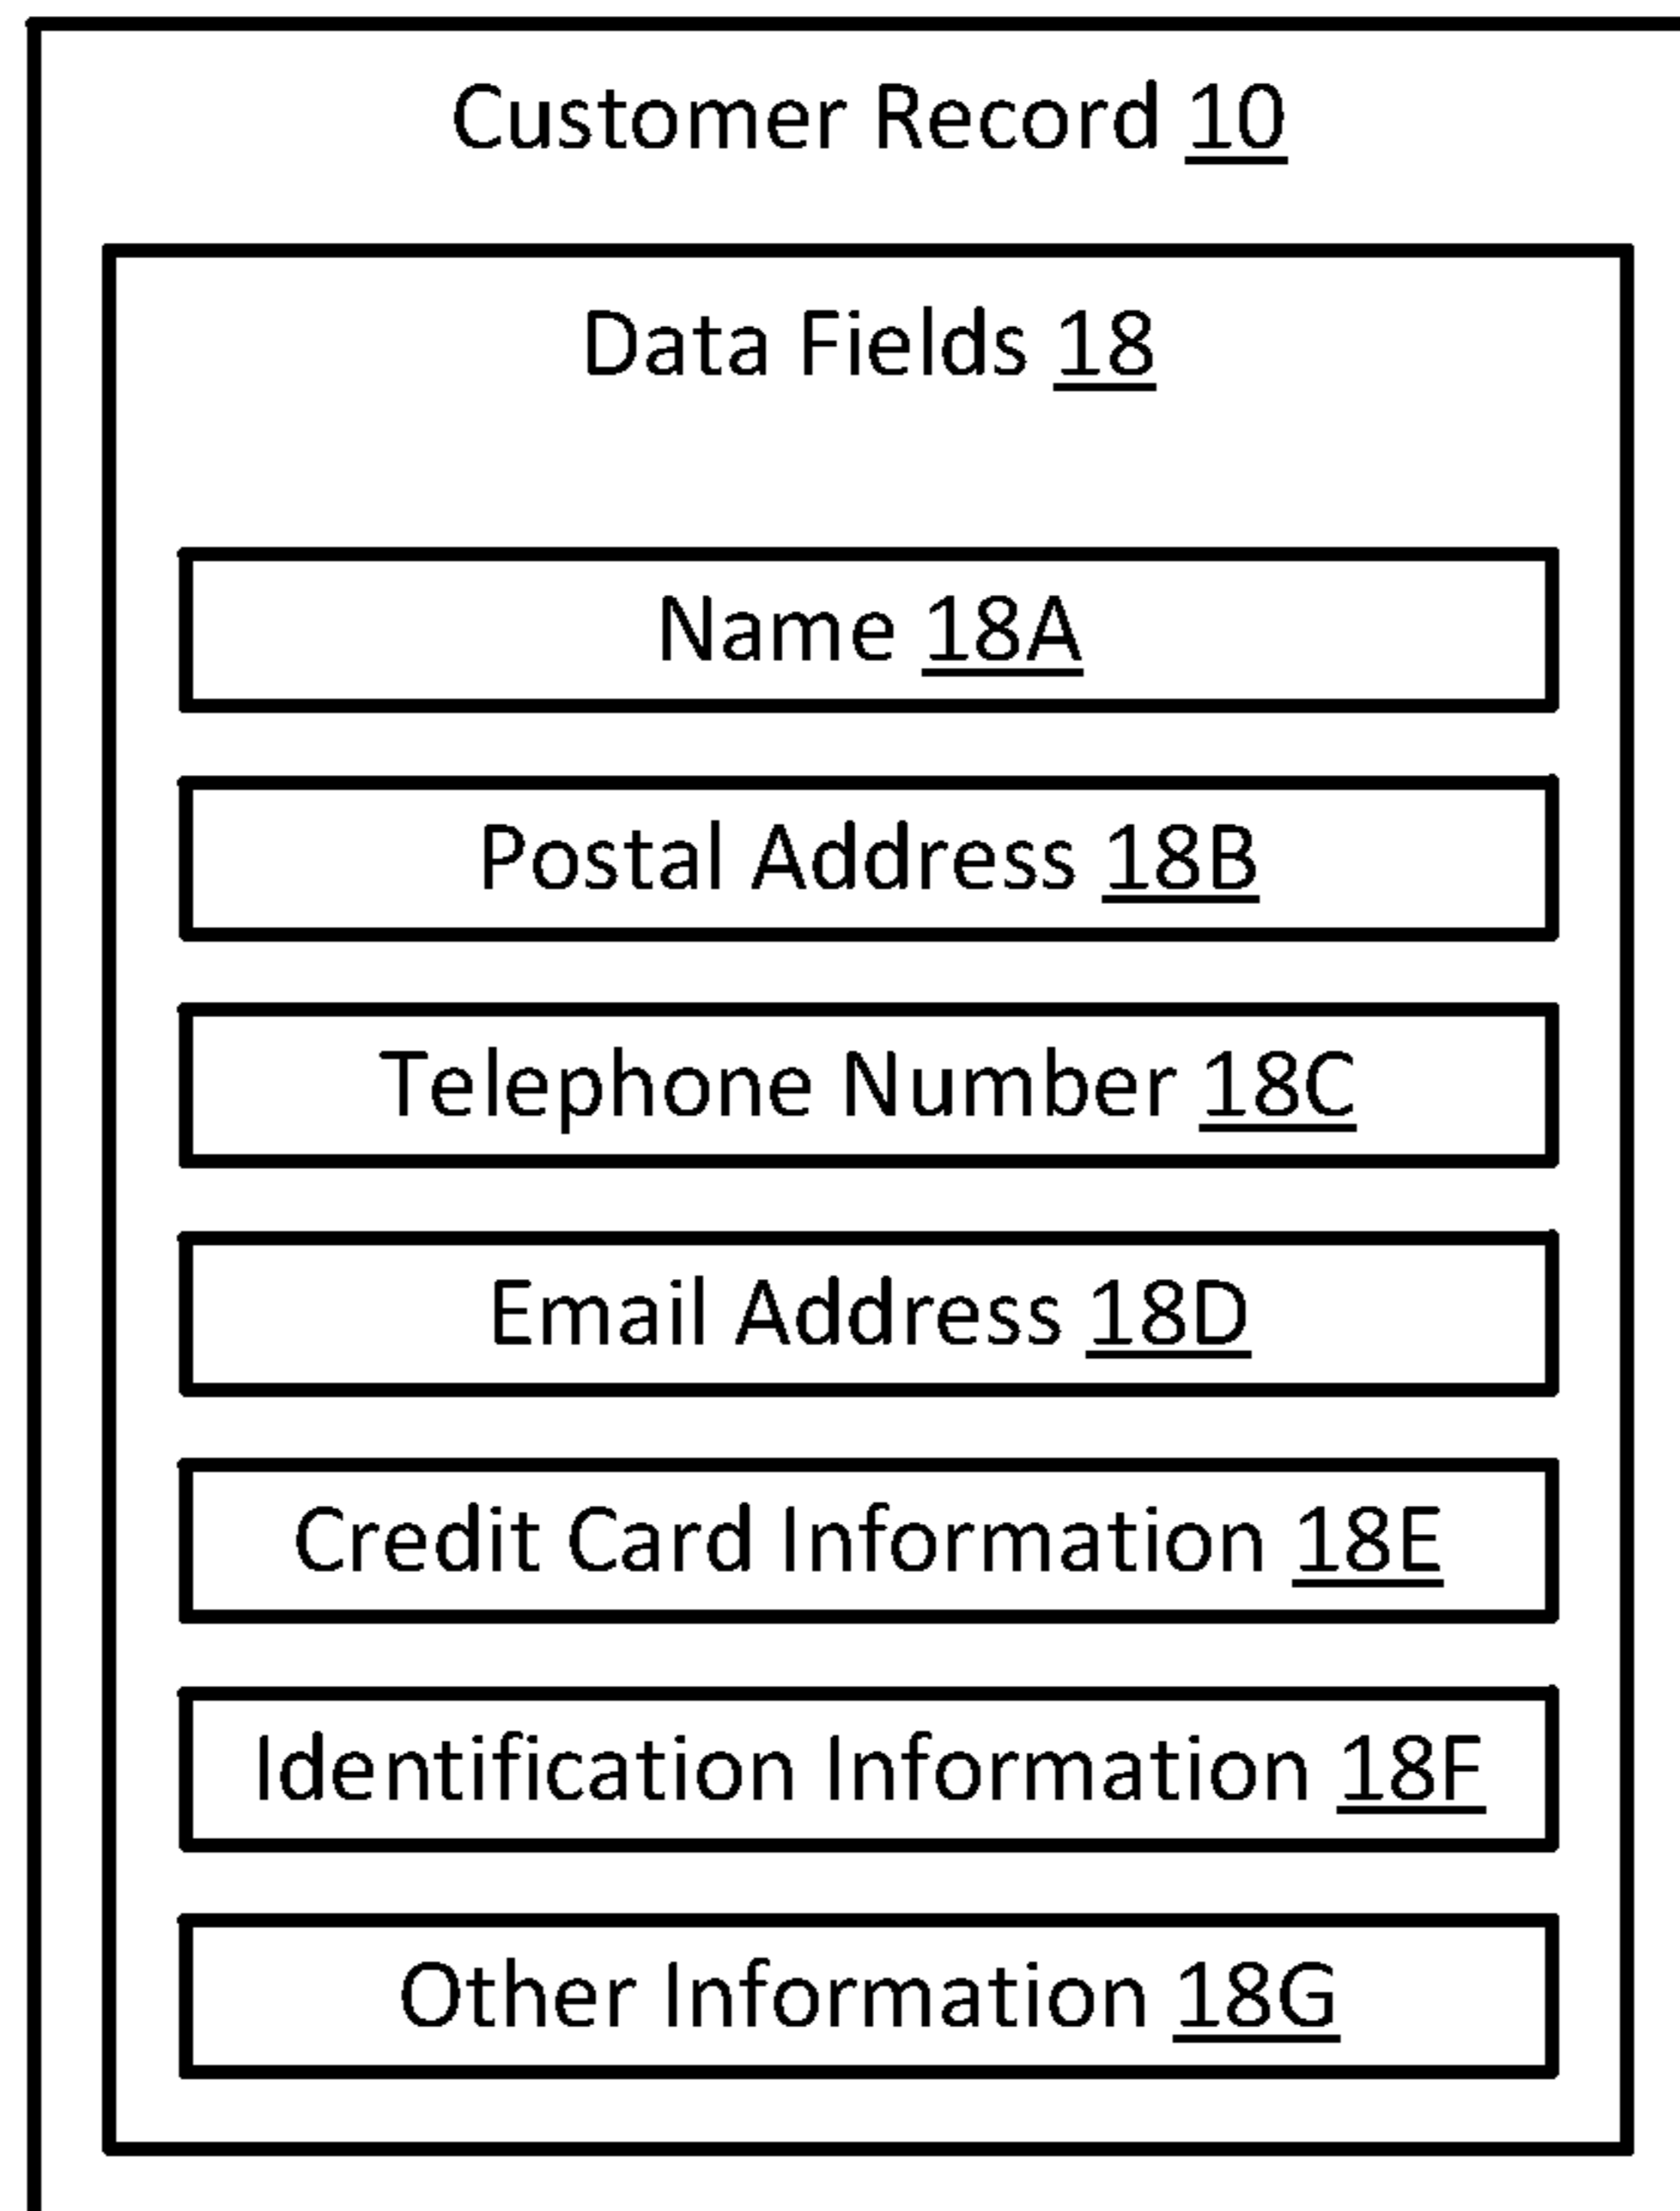 Customer Record 10
Data Fields 18
Name 18A
Postal Address 18B
Telephone Number 18C
Email Address 18D
Credit Card Information 18E
Identification Information 18F
Other Information 18G